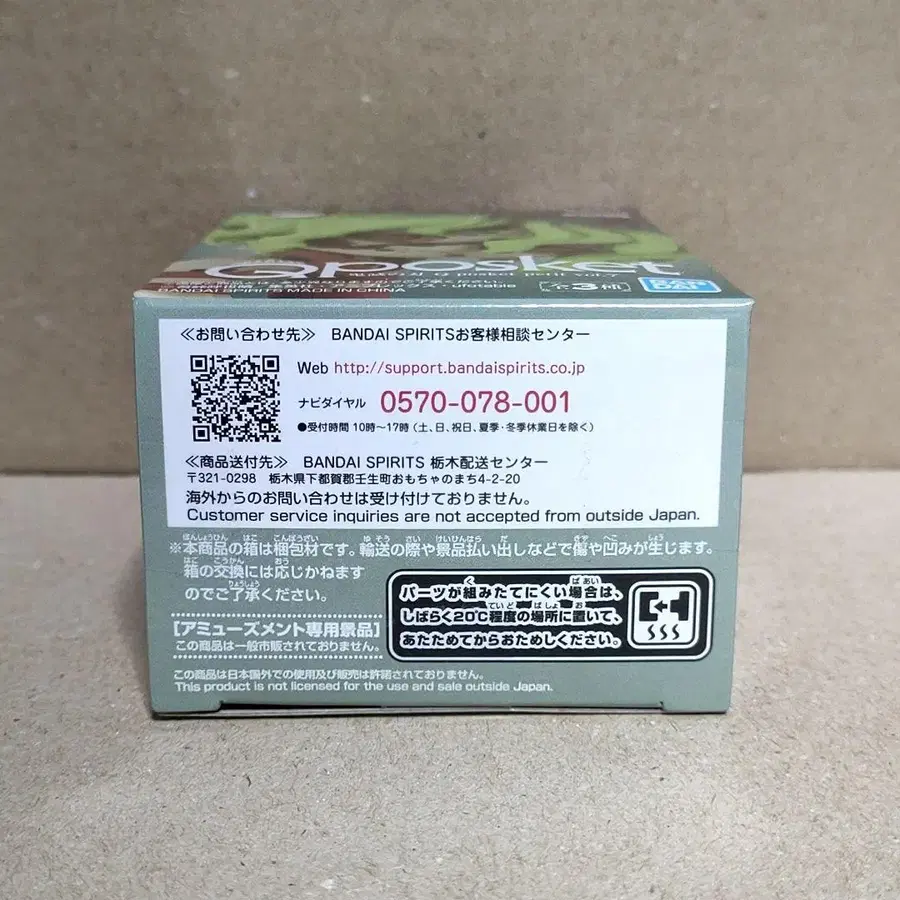 Qposket
全3種
BANDAI
BANDAI SPIRITS MADE IN CHINA
≪お問い合わせ先≫ BANDAI SPIRITSお客様相談センター
Web http://support.bandaispirits.co.jp
ナビダイヤル 0570-078-001
●受付時間 10時～17時 (土、日、祝日、夏季・冬季休業日を除く)
≪商品送付先≫ BANDAI SPIRITS 栃木配送センター
〒321-0298 栃木県下都賀郡壬生町おもちゃのまち4-2-20
海外からのお問い合わせは受け付けておりません。
Customer service inquiries are not accepted from outside Japan.
※本商品の箱は梱包材です。輸送の際や景品払い出しなどで傷や凹みが生じます。
箱の交換には応じかねます
のでご了承ください。
パーツが組みたてにくい場合は、
しばらく20℃程度の場所に置いて、
あたためてからおためしください。
【アミューズメント専用景品】
この商品は一般市販されておりません。
この商品は日本国外での使用及び販売は許諾されておりません。
This product is not licensed for the use and sale outside Japan.